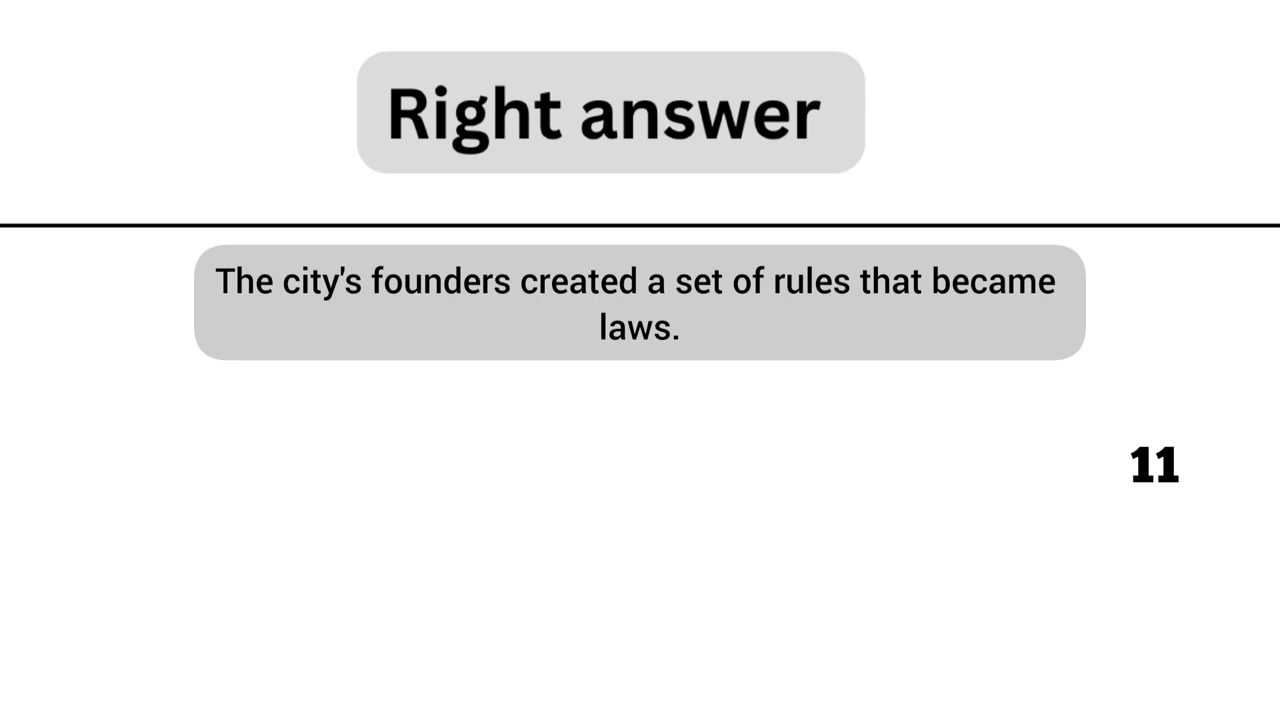 Right answer
The city's founders created a set of rules that became
laws.
11